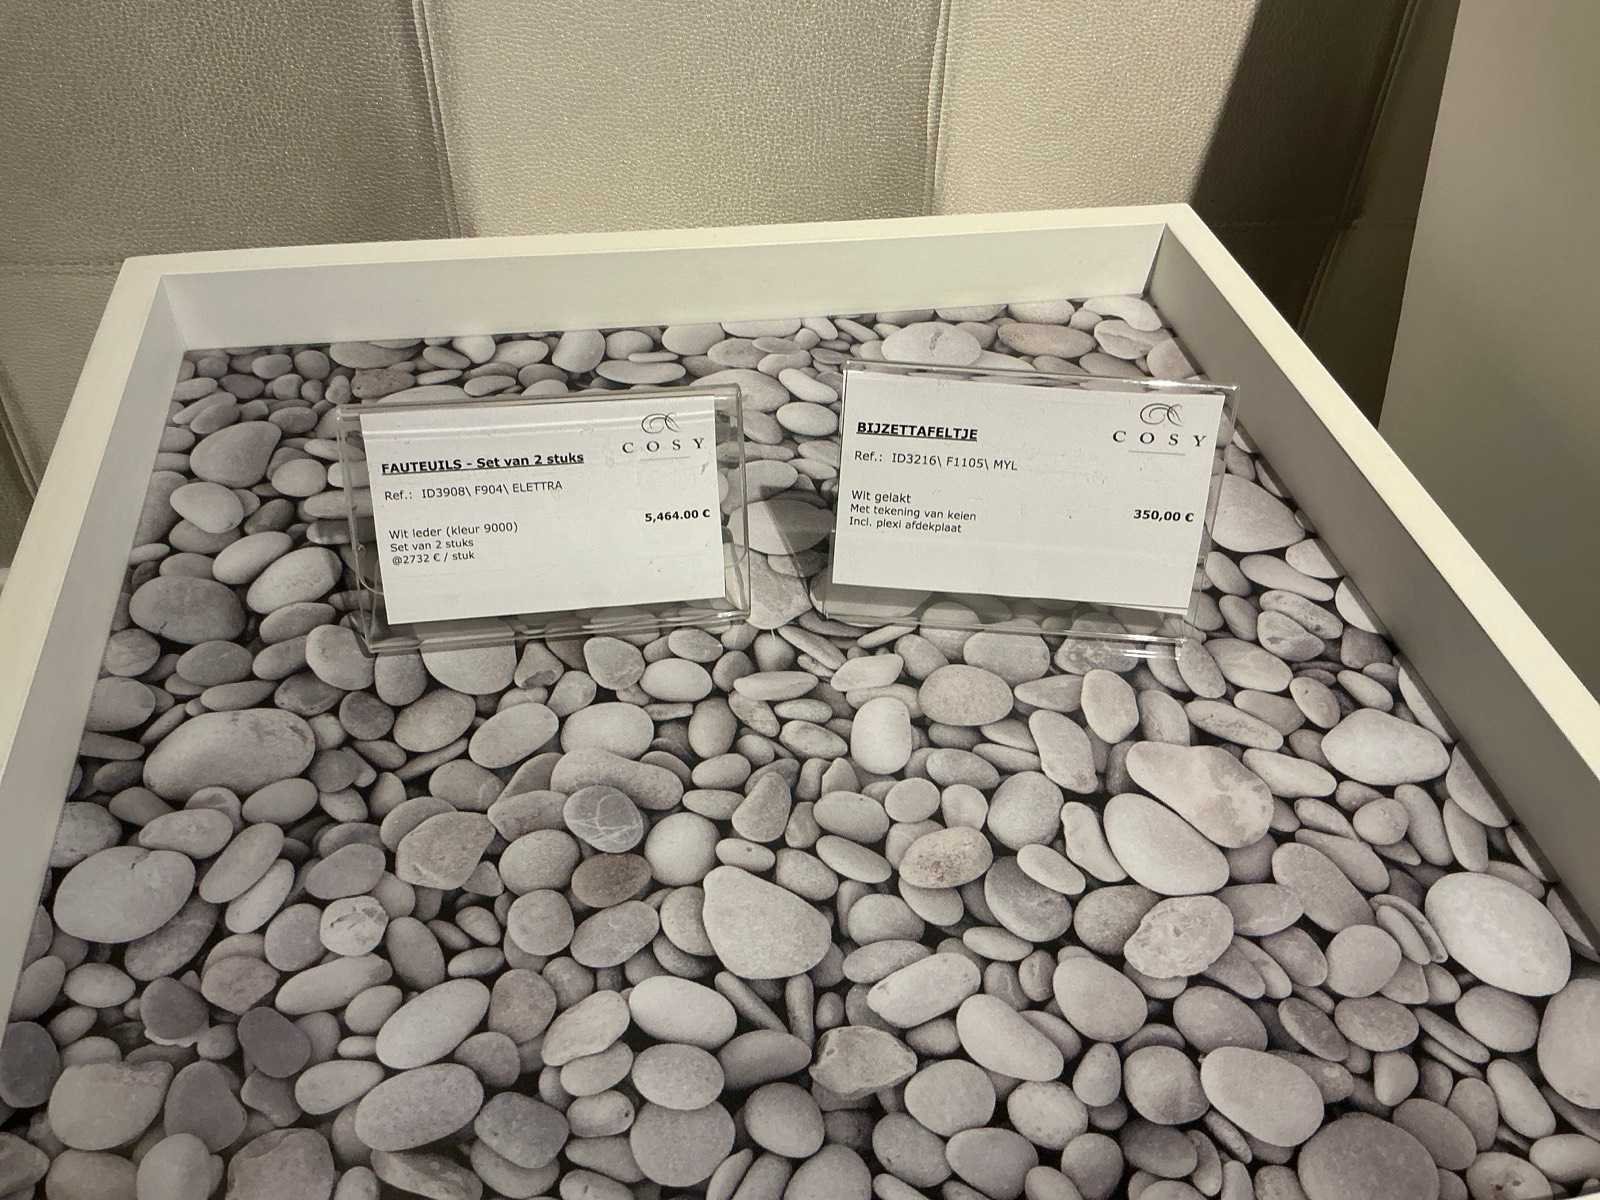 COSY
FAUTEUILS - Set van 2 stuks
Ref.: ID3908\ F904\ ELETTRA
5,464.00 €
Wit leder (kleur 9000)
Set van 2 stuks
@2732 € / stuk
COSY
BIJZETTAFELTJE
Ref.: ID3216\ F1105\ MYL
Wit gelakt
350,00 €
Met tekening van keien
Incl. plexi afdekplaat